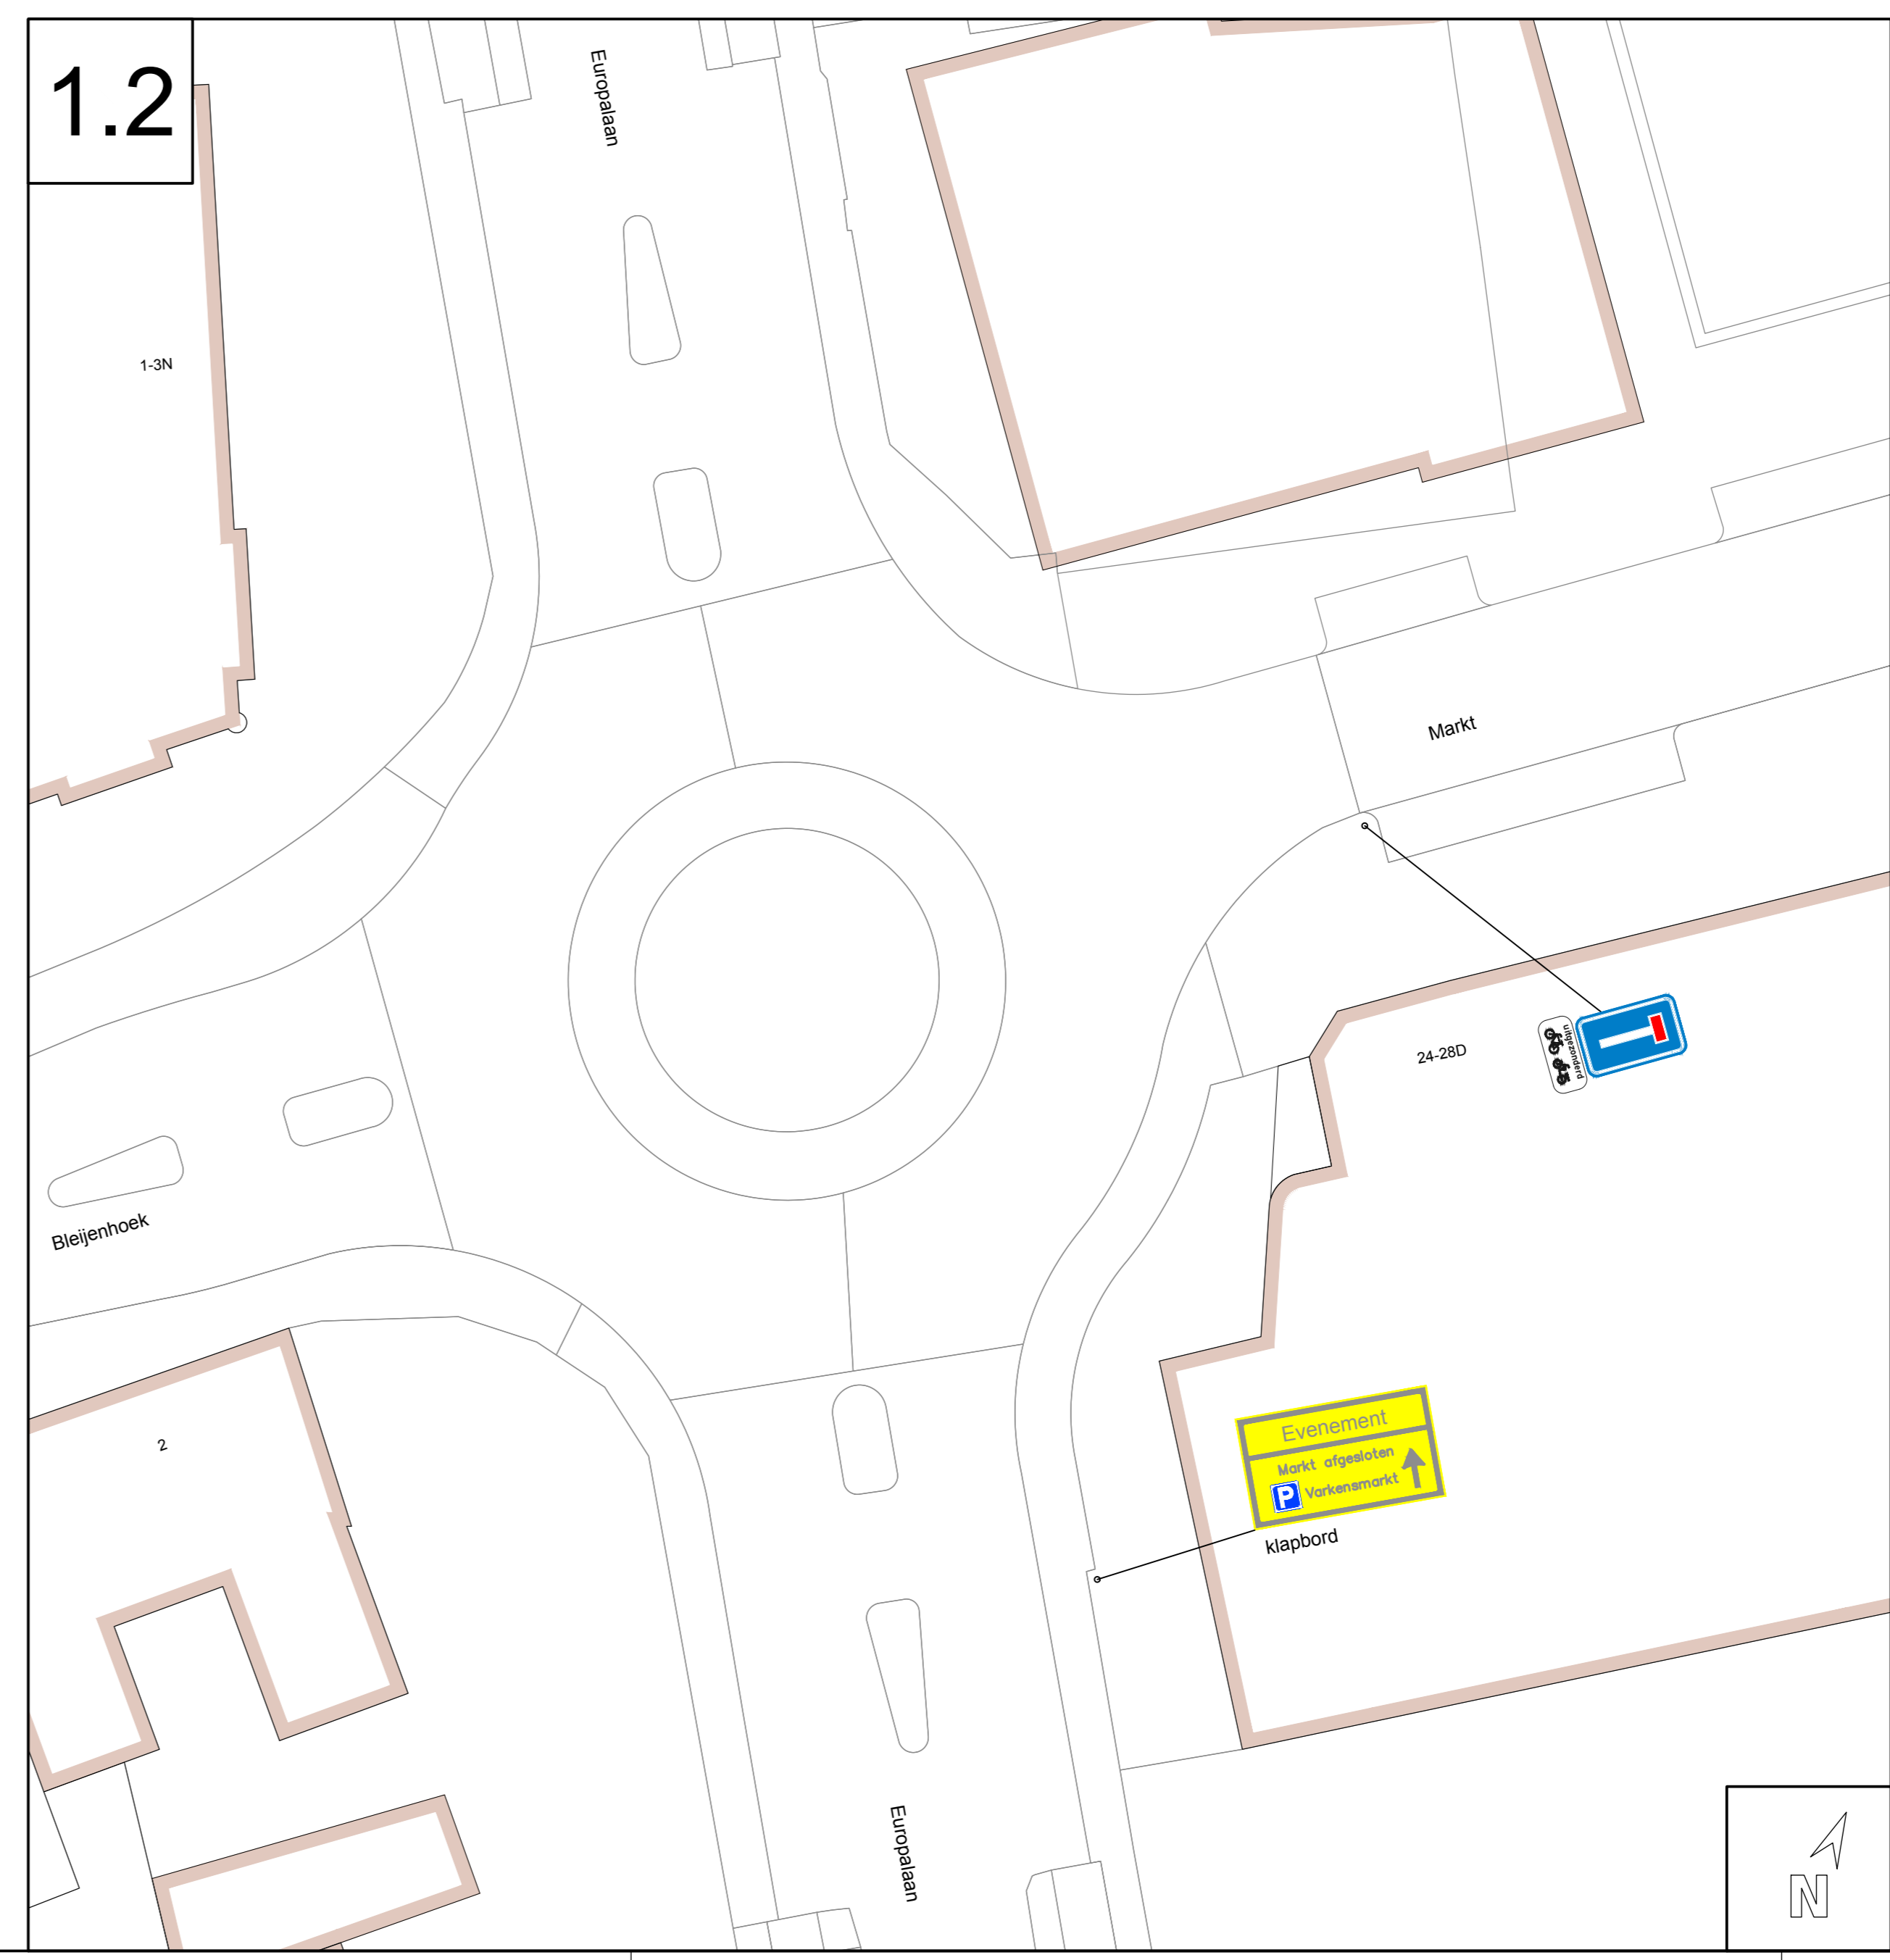 1.2
Europalaan
1-3N
Markt
24-28D
uitgezonderd
Bleijenhoek
2
Evenement
Markt afgesloten
P Varkensmarkt
klapbord
Europalaan
N